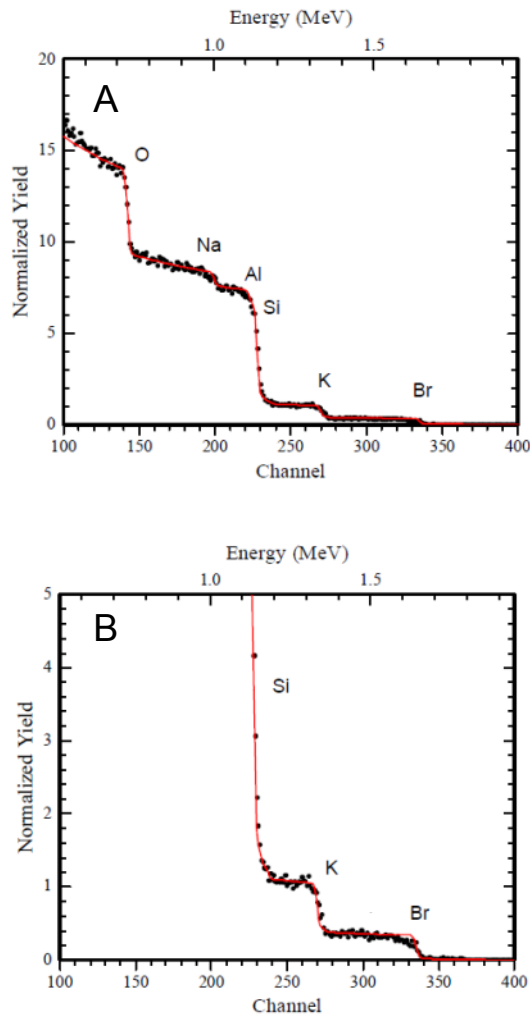 Energy (MeV)
1.0 1.5
20
A
15
O
Normalized Yield
10
Na
Al
Si
5
K
Br
0
100 150 200 250 300 350 400
Channel
Energy (MeV)
1.0 1.5
5
B
4
Si
Normalized Yield
3
2
K
1
Br
0
100 150 200 250 300 350 400
Channel